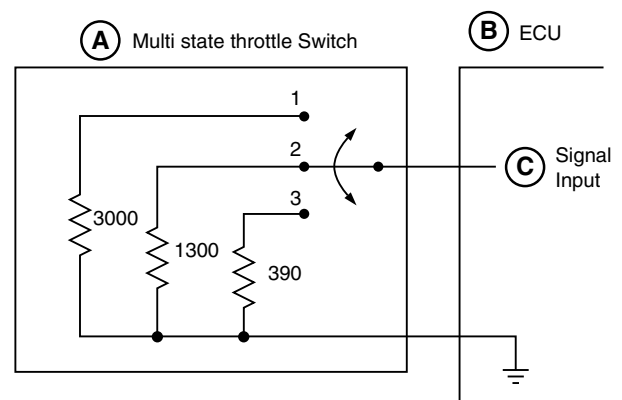 A Multi state throttle Switch
B ECU
1
2
3
C Signal
Input
3000
1300
390